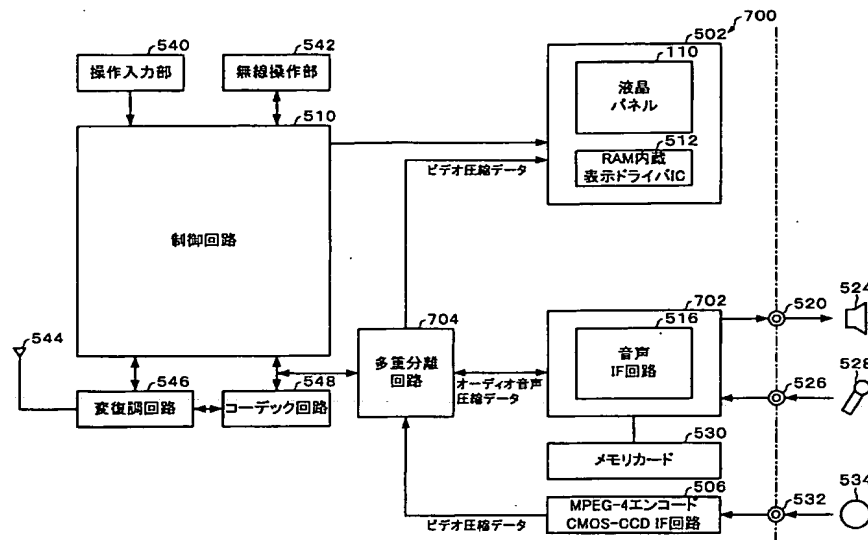 700
540
操作入力部
542
無線操作部
502
110
液晶
パネル
510
制御回路
512
RAM内蔵
表示ドライバIC
ビデオ圧縮データ
524
520
702
516
音声
IF回路
704
多重分離
回路
オーディオ音声
圧縮データ
544
546
変復調回路
548
コーデック回路
528
526
530
メモリカード
506
MPEG-4エンコード
CMOS-CCD IF回路
ビデオ圧縮データ
534
532